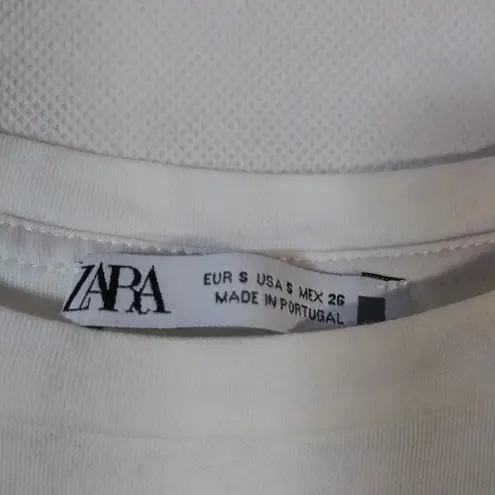 ZARA
EUR S USA S MEX 26
MADE IN PORTUGAL